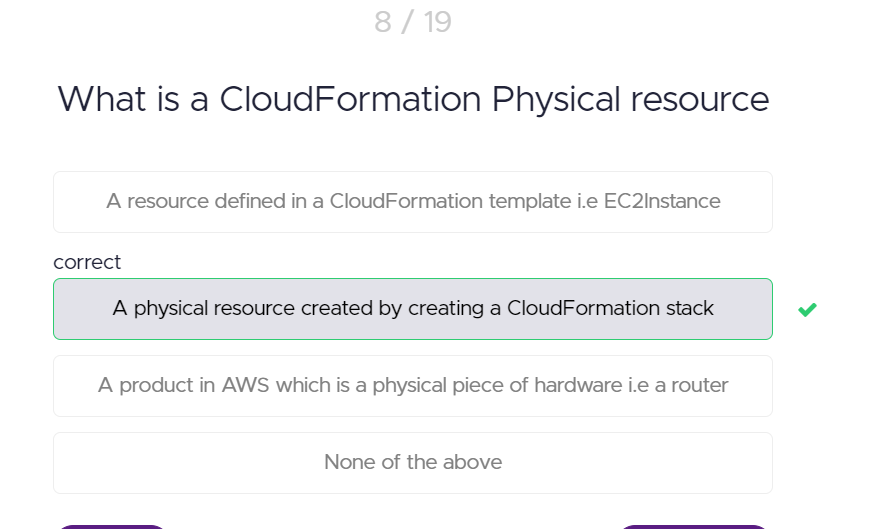 8 / 19
What is a CloudFormation Physical resource
A resource defined in a CloudFormation template i.e EC2Instance
correct
A physical resource created by creating a CloudFormation stack
A product in AWS which is a physical piece of hardware i.e a router
None of the above